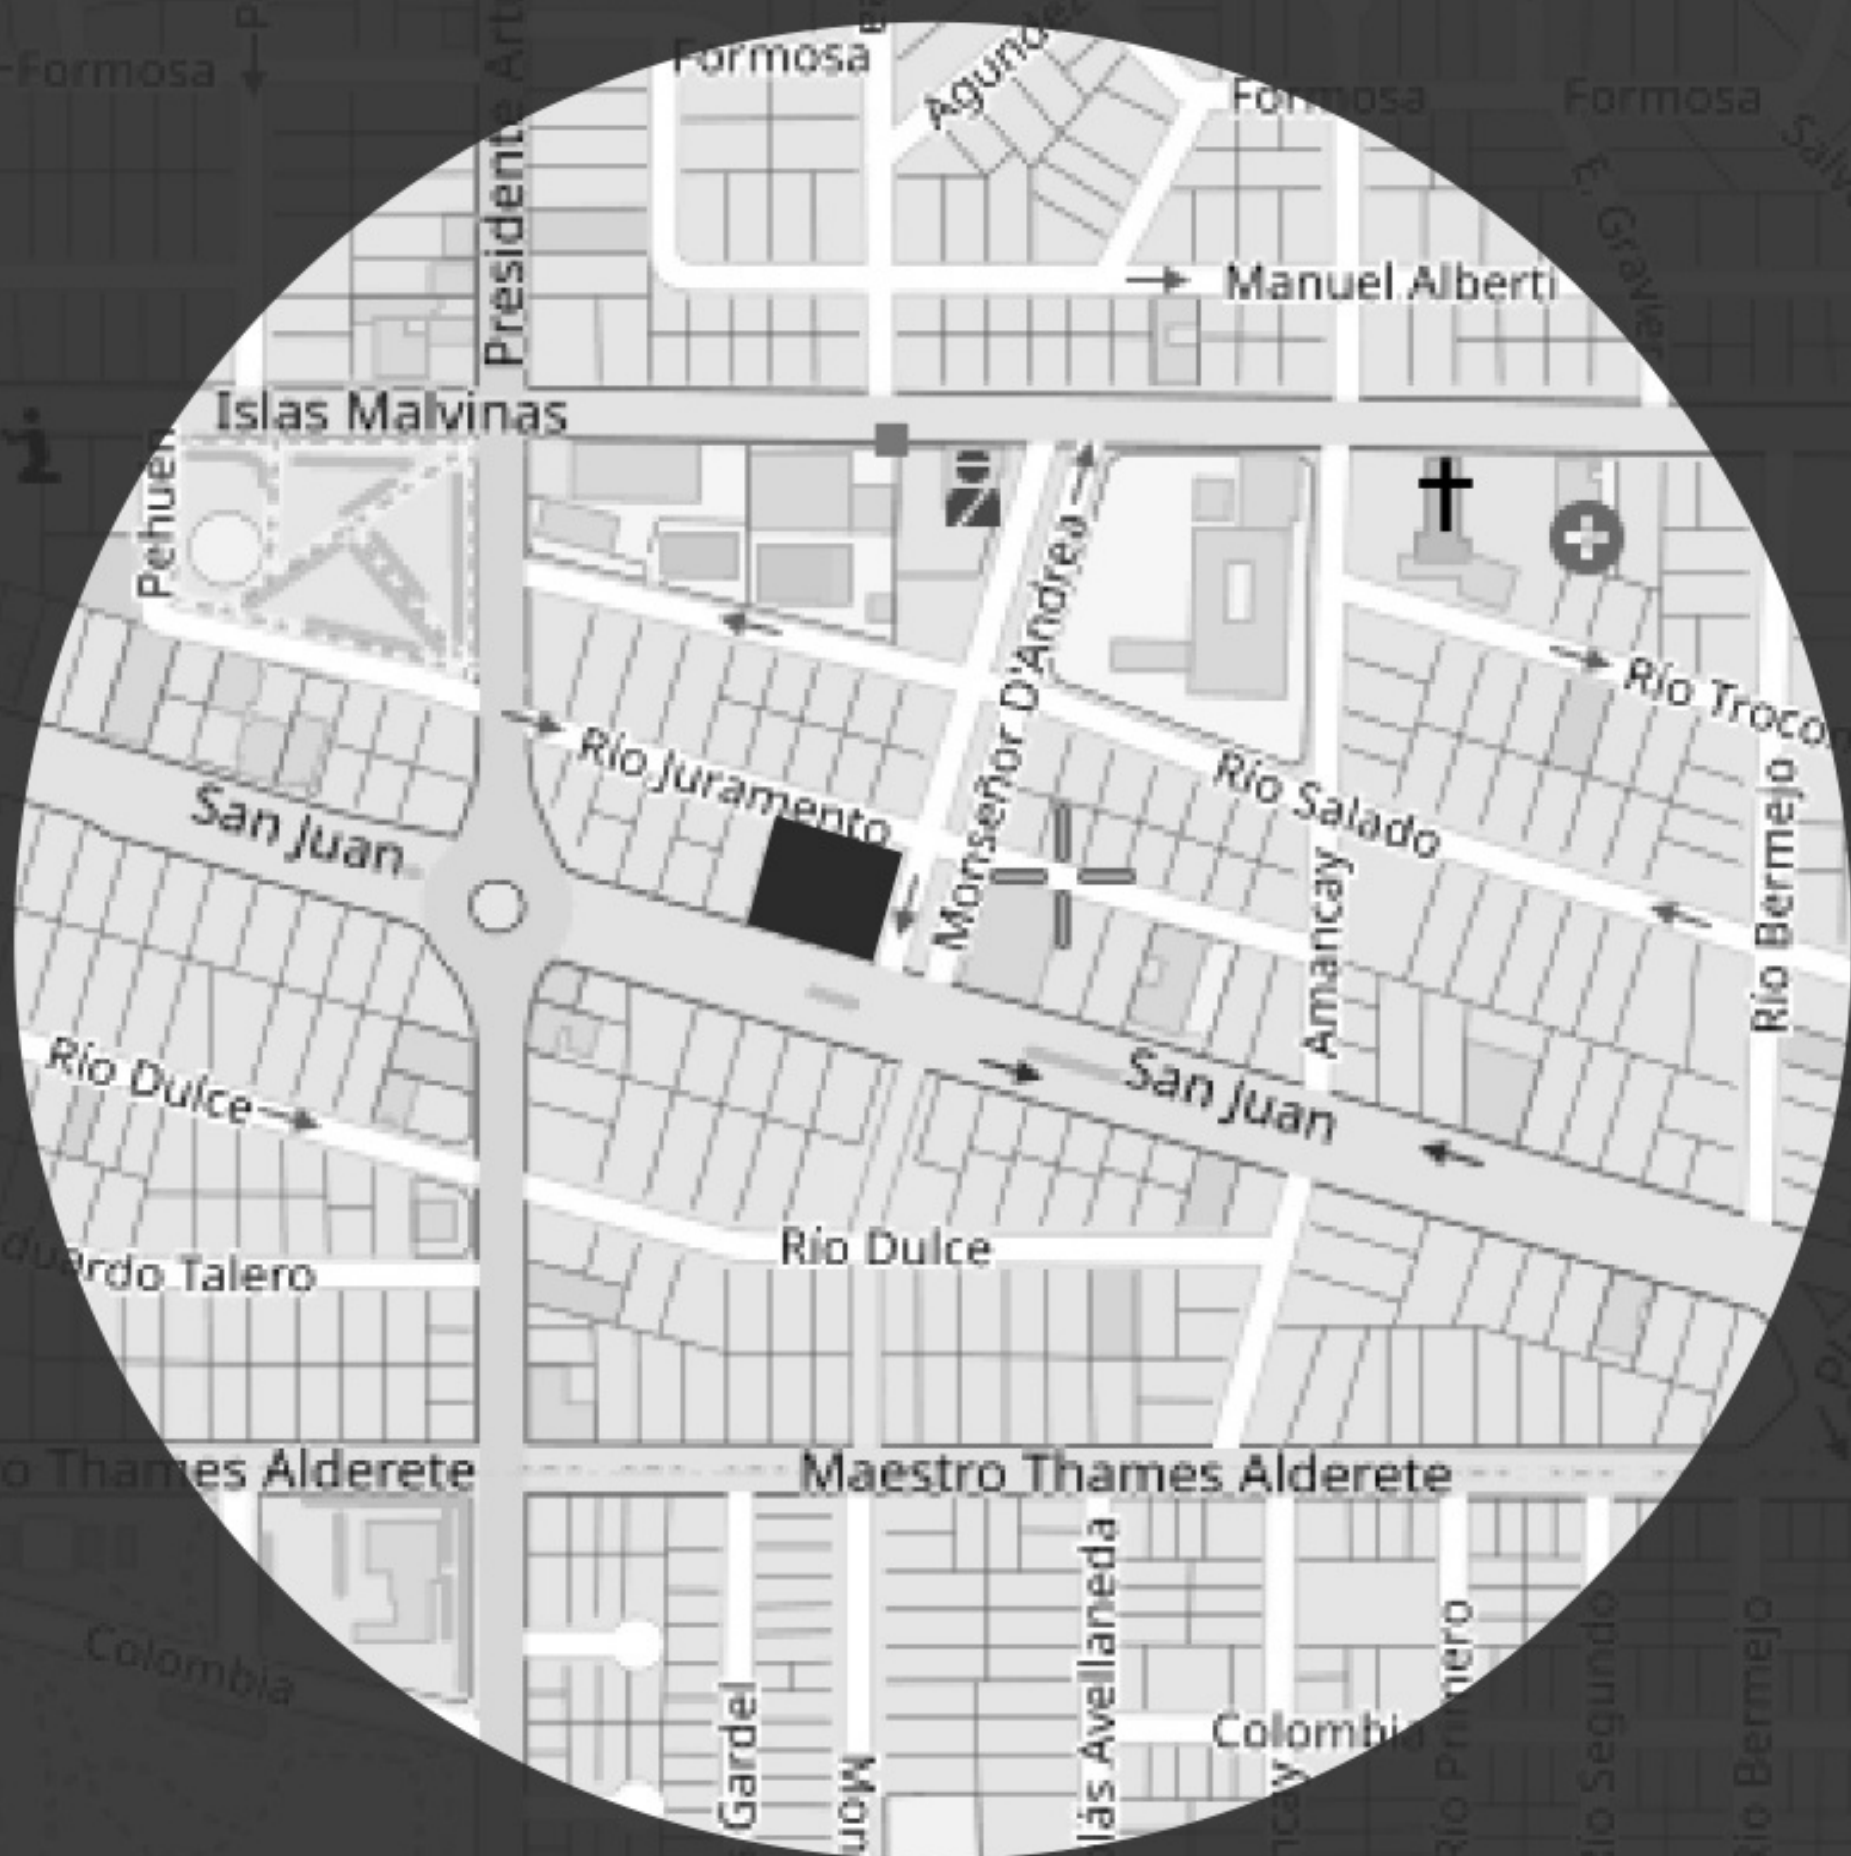 Formosa
Formosa
Agundez
Formosa
Formosa
Presidente
Manuel Alberti
E. Gravier
Islas Malvinas
Pehuen
Monseñor D'Andrea
Río
Río Juramento
Río Salado
San Juan
Amancay
Río Bermejo
Río Dulce
San Juan
Río Dulce
Talero
Thames Alderete
Maestro Thames Alderete
Colombia
Gardel
Avellaneda
Colombia
Río Primero
Río Segundo
Río Bermejo